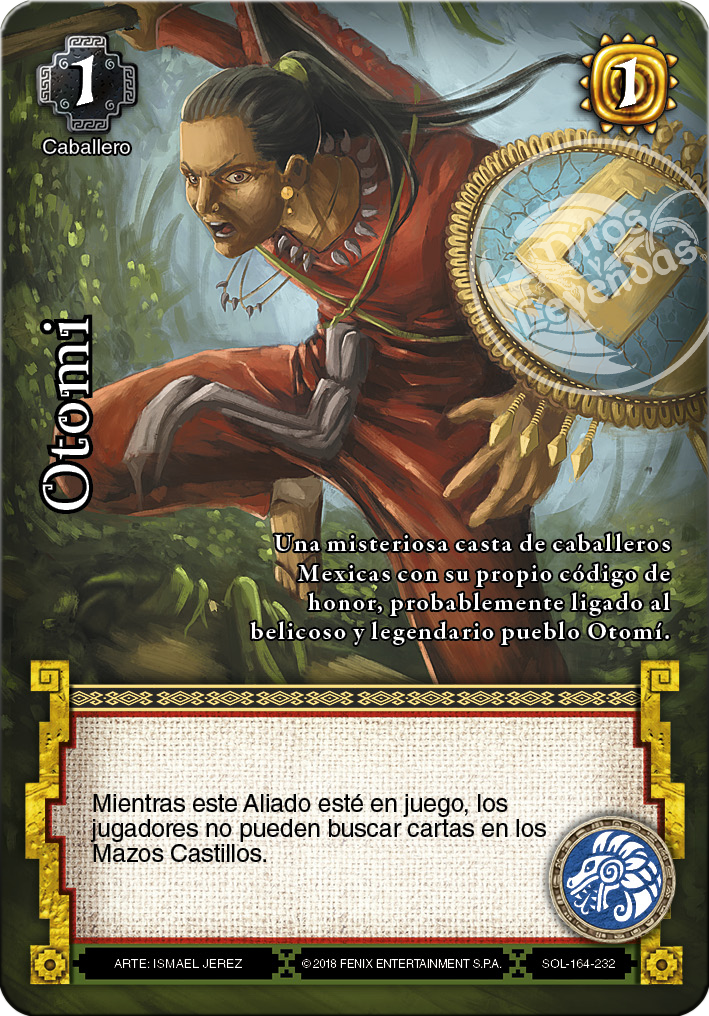 1
1
Caballero
Mitos
y
Leyendas
Otomi
Una misteriosa casta de caballeros
Mexicas con su propio código de
honor, probablemente ligado al
belicoso y legendario pueblo Otomí.
Mientras este Aliado esté en juego, los
jugadores no pueden buscar cartas en los
Mazos Castillos.
ARTE: ISMAEL JEREZ
© 2018 FENIX ENTERTAINMENT S.P.A.
SOL-164-232